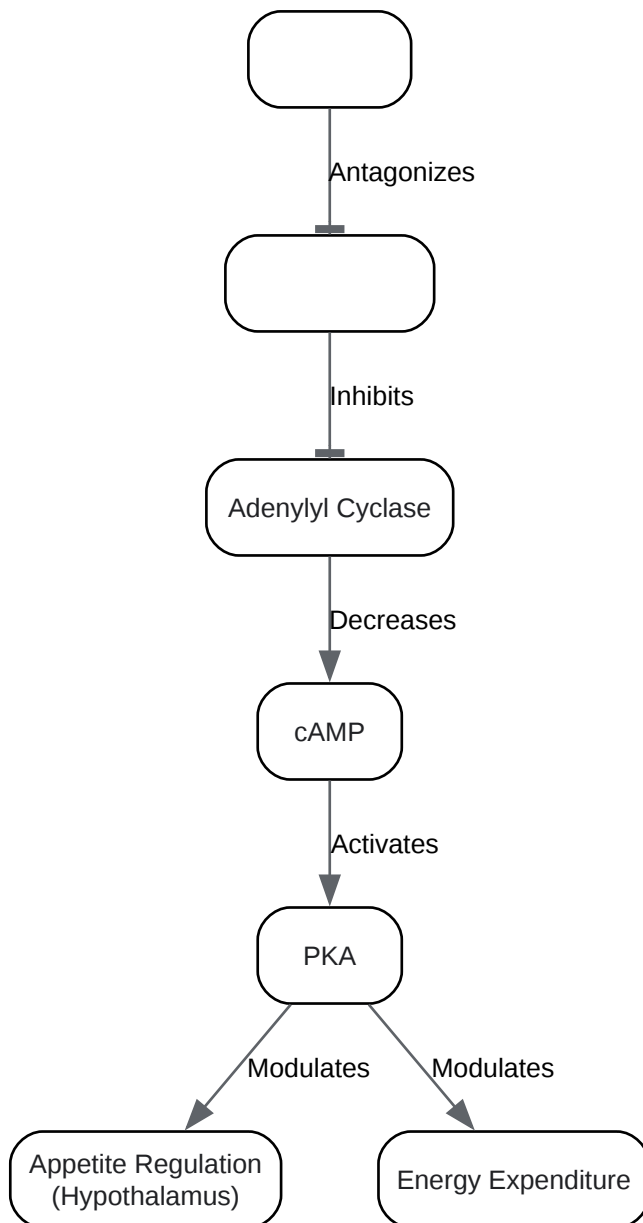 Antagonizes
Inhibits
Adenylyl Cyclase
Decreases
cAMP
Activates
PKA
Modulates
Modulates
Appetite Regulation
(Hypothalamus)
Energy Expenditure